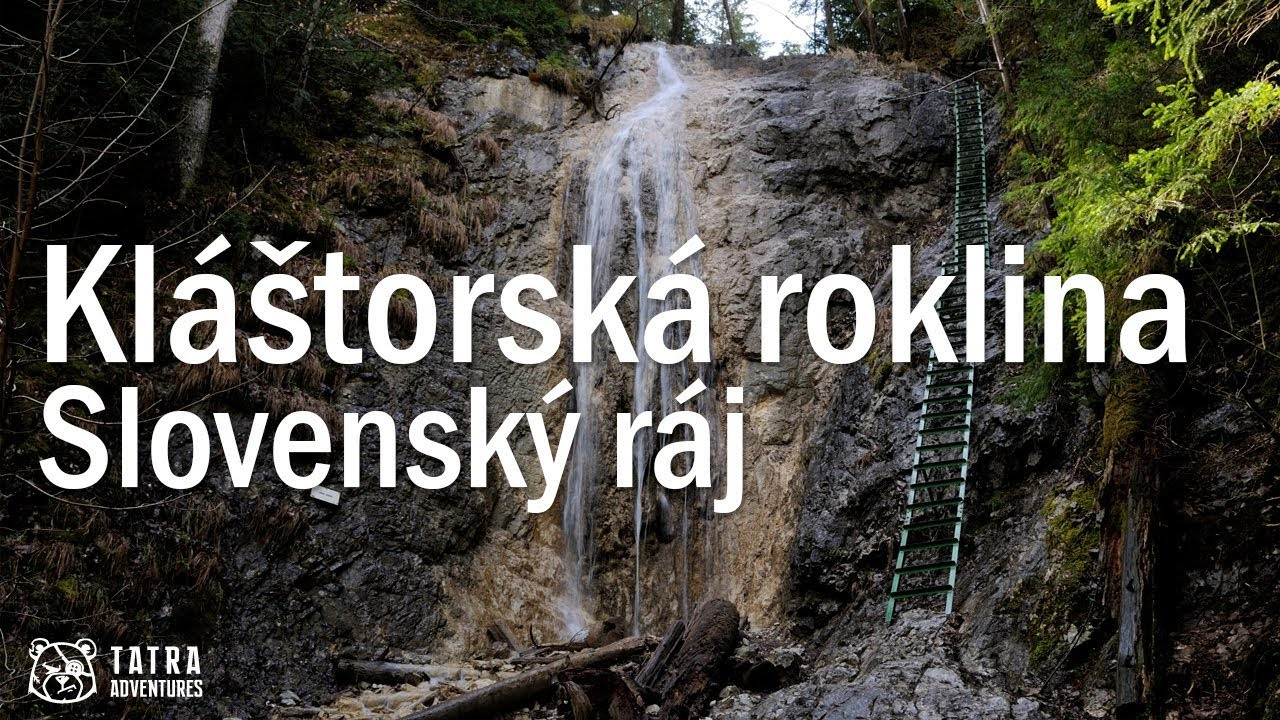 Kláštorská roklina
Slovenský ráj
TATRA
ADVENTURES